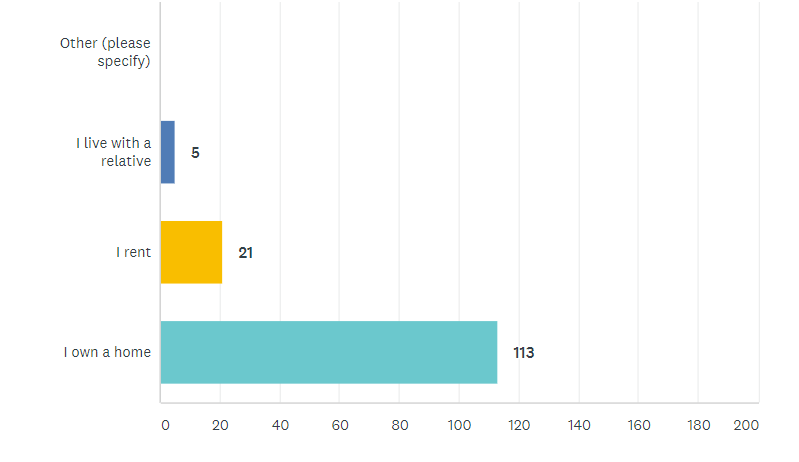 Other (please
specify)
I live with a
relative
5
I rent
21
I own a home
113
0 20 40 60 80 100 120 140 160 180 200